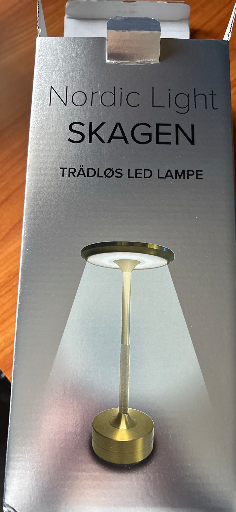 Nordic Light
SKAGEN
TRÅDLØS LED LAMPE